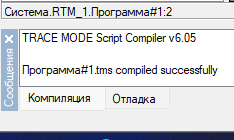 Система.RTM_1.Программа#1:2
TRACE MODE Script Compiler v6.05
Программа#1.tms compiled successfully
Сообщения
Компиляция
Отладка